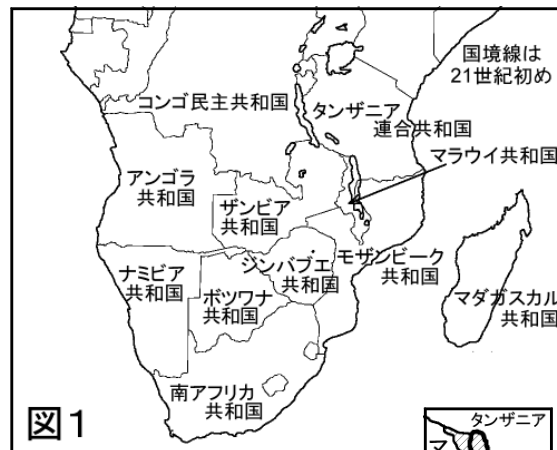 国境線は
21世紀初め
コンゴ民主共和国
タンザニア
連合共和国
マラウイ共和国
アンゴラ
共和国
ザンビア
共和国
ナミビア
共和国
ジンバブエ
共和国
モザンビーク
共和国
ボツワナ
共和国
マダガスカル
共和国
南アフリカ
共和国
図1
タンザニア
マ